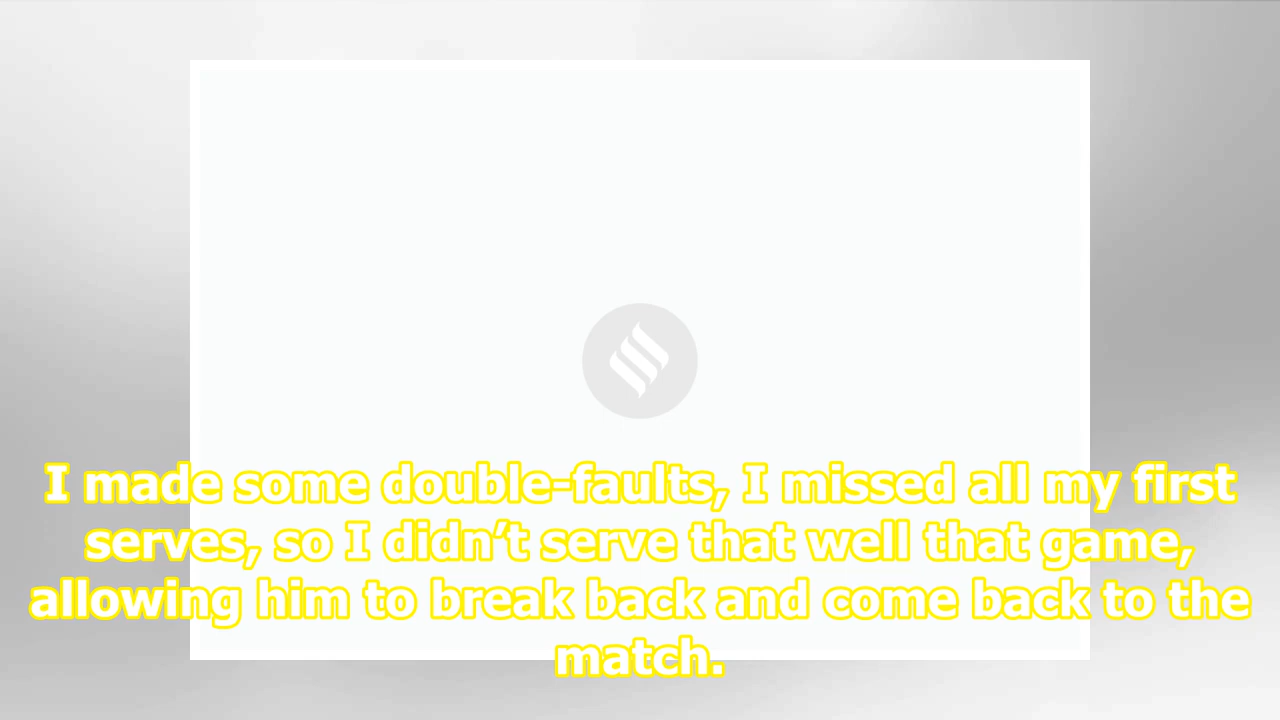 I made some double-faults, I missed all my first
serves, so I didn’t serve that well that game,
allowing him to break back and come back to the
match.